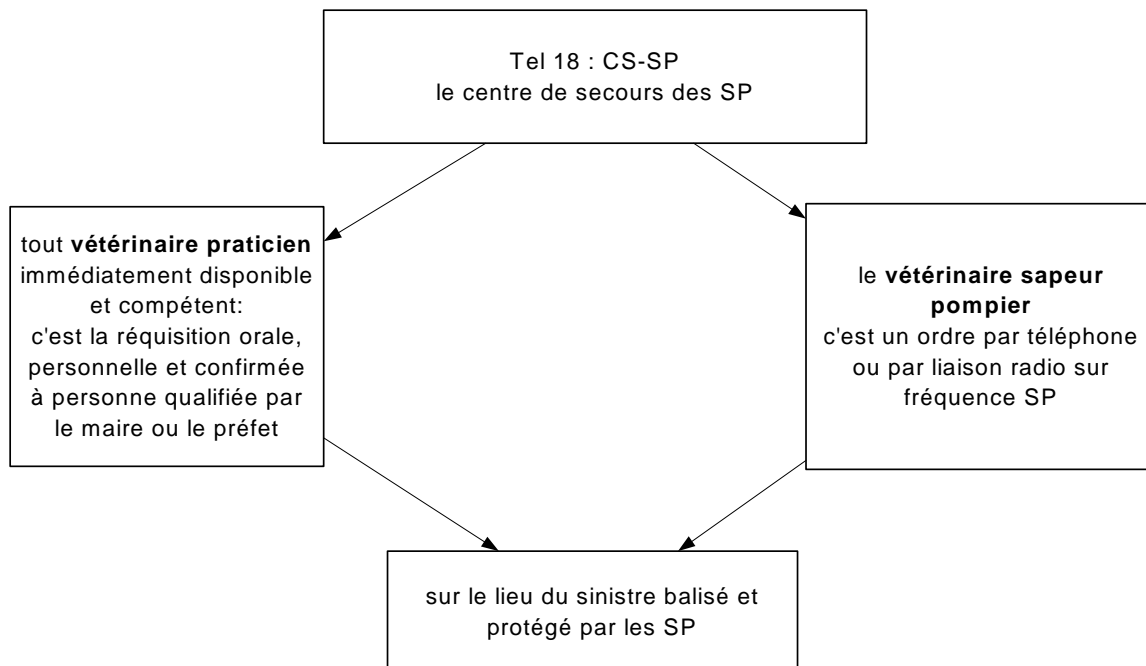 Tel 18 : CS-SP
le centre de secours des SP
tout vétérinaire praticien
immédiatement disponible
et compétent:
c'est la réquisition orale,
personnelle et confirmée
à personne qualifiée par
le maire ou le préfet
le vétérinaire sapeur
pompier
c'est un ordre par téléphone
ou par liaison radio sur
fréquence SP
sur le lieu du sinistre balisé et
protégé par les SP